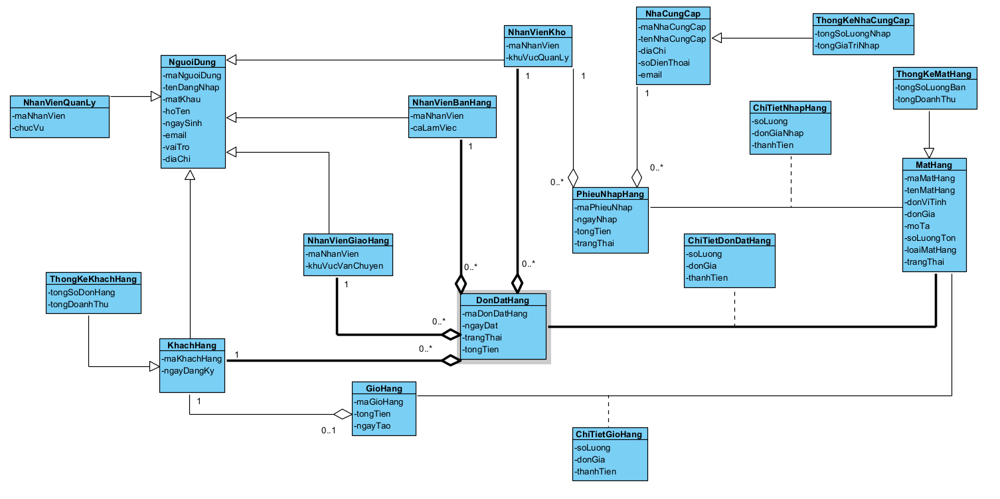 NhaCungCap
-maNhaCungCap
-tenNhaCungCap
-diaChi
-soDienThoai
-email
1
ThongKeNhaCungCap
-tongSoLuongNhap
-tongGiaTriNhap
NhanVienKho
-maNhanVien
-khuVucQuanLy
1
1
NguoiDung
-maNguoiDung
-tenDangNhap
-matKhau
-hoTen
-ngaySinh
-email
-vaiTro
-diaChi
ThongKeMatHang
-tongSoLuongBan
-tongDoanhThu
NhanVienQuanLy
-maNhanVien
-chucVu
NhanVienBanHang
-maNhanVien
-caLamViec
1
ChiTietNhapHang
-soLuong
-donGiaNhap
-thanhTien
MatHang
-maMatHang
-tenMatHang
-donViTinh
-donGia
-moTa
-soLuongTon
-loaiMatHang
-trangThai
0..*
0..*
PhieuNhapHang
-maPhieuNhap
-ngayNhap
-tongTien
-trangThai
NhanVienGiaoHang
-maNhanVien
-khuVucVanChuyen
1
ChiTietDonDatHang
-soLuong
-donGia
-thanhTien
0..*
0..*
ThongKeKhachHang
-tongSoDonHang
-tongDoanhThu
DonDatHang
-maDonDatHang
-ngayDat
-trangThai
-tongTien
0..*
0..*
KhachHang
-maKhachHang
-ngayDangKy
1
1
GioHang
-maGioHang
-tongTien
-ngayTao
0..1
ChiTietGioHang
-soLuong
-donGia
-thanhTien